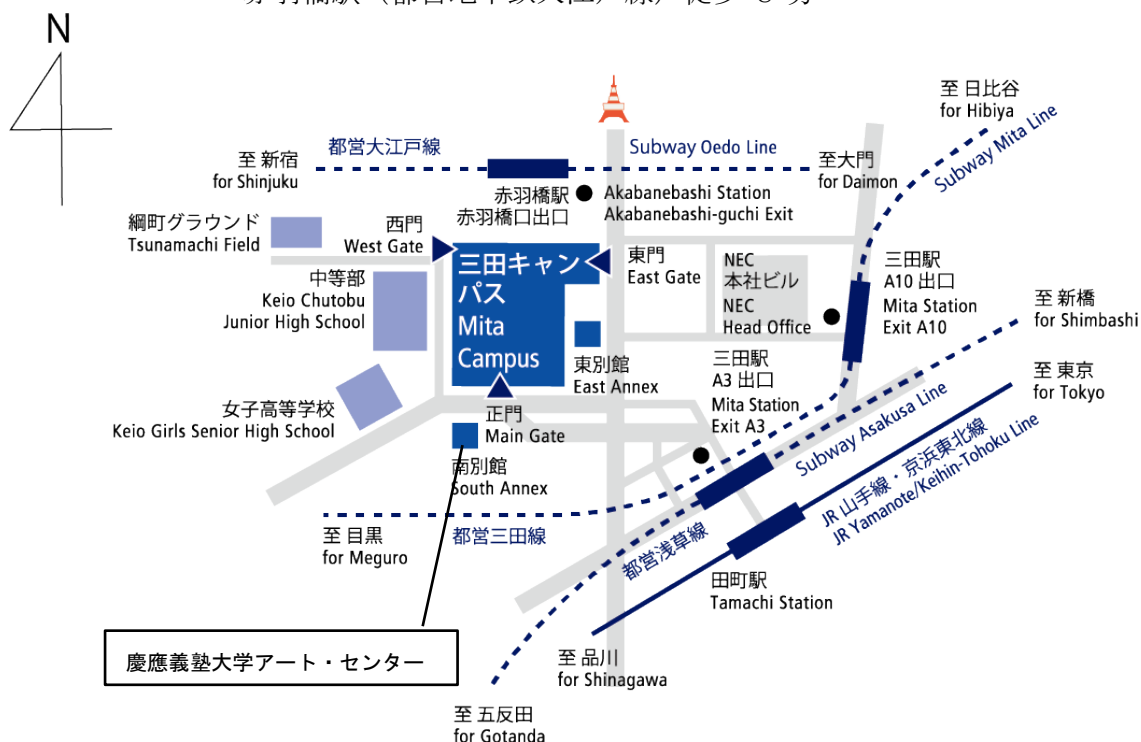 N
至 日比谷
for Hibiya
Subway Mita Line
都営大江戸線
Subway Oedo Line
至 新宿
for Shinjuku
至大門
for Daimon
赤羽橋駅
赤羽橋口出口
Akabanebashi Station
Akabanebashi-guchi Exit
綱町グラウンド
Tsunamachi Field
西門
West Gate
三田キャン
パス
Mita
Campus
東門
East Gate
NEC
本社ビル
NEC
Head Office
三田駅
A10 出口
Mita Station
Exit A10
中等部
Keio Chutobu
Junior High School
至 新橋
for Shimbashi
東別館
East Annex
三田駅
A3 出口
Mita Station
Exit A3
至 東京
for Tokyo
女子高等学校
Keio Girls Senior High School
正門
Main Gate
Subway Asakusa Line
南別館
South Annex
JR 山手線・京浜東北線
JR Yamanote/Keihin-Tohoku Line
至 目黒
for Meguro
都営三田線
都営浅草線
田町駅
Tamachi Station
慶應義塾大学アート・センター
至 品川
for Shinagawa
至 五反田
for Gotanda